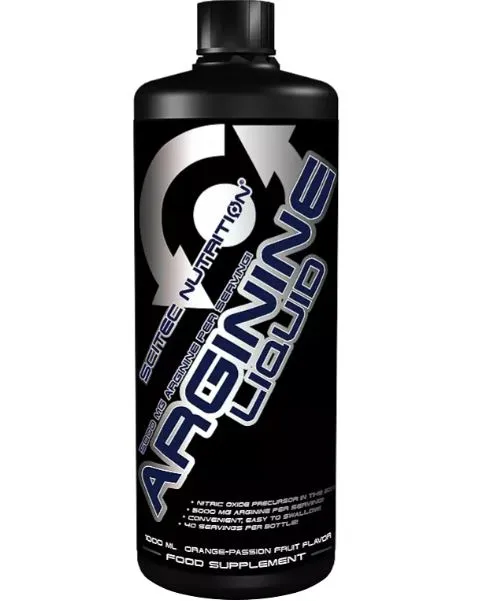 SCITEC NUTRITION®
5000 MG ARGININE PER SERVING!
ARGININE
LIQUID
• NITRIC OXIDE PRECURSOR IN THE
• 5000 MG ARGININE PER SERVING!
• CONVENIENT, EASY TO SWALLOW!
• 40 SERVINGS PER BOTTLE!
1000 ML ORANGE-PASSION FRUIT FLAVOR
FOOD SUPPLEMENT